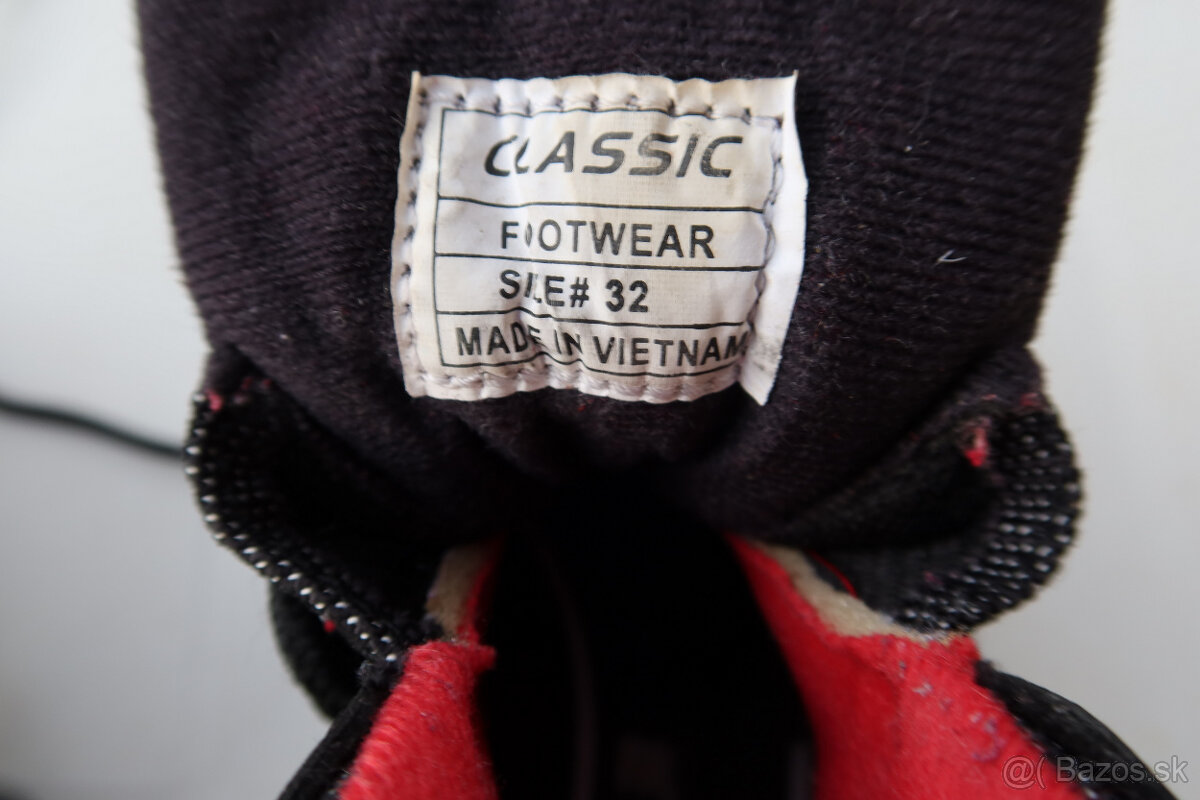 CLASSIC
FOOTWEAR
SIZE# 32
MADE IN VIETNAM
@( Bazos.sk